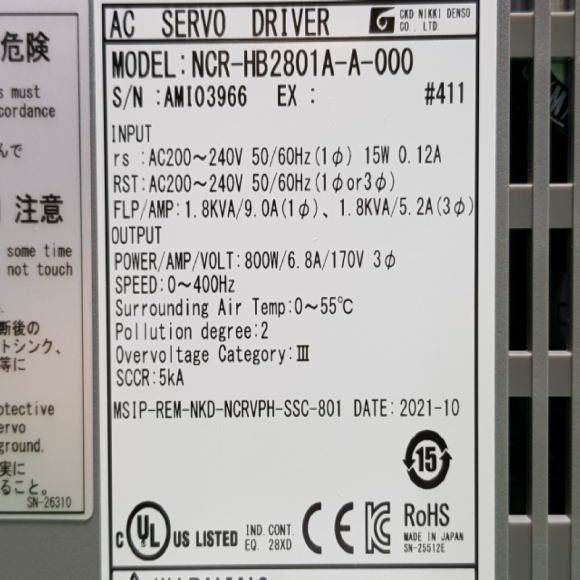 危険
s must
cordance
んで
注意
some time
not touch
断後の
トシンク、
等に
otective
ervo
ground.
実に
ること。
SN-26310
AC SERVO DRIVER
CKD NIKKI DENSO
CO. LTD.
MODEL:NCR-HB2801A-A-000
S/N :AMI03966 EX : #411
INPUT
rs :AC200～240V 50/60Hz(1φ) 15W 0.12A
RST:AC200～240V 50/60Hz(1φor3φ)
FLP/AMP:1.8KVA/9.0A(1φ)、1.8KVA/5.2A(3φ)
OUTPUT
POWER/AMP/VOLT:800W/6.8A/170V 3φ
SPEED:0～400Hz
Surrounding Air Temp:0～55℃
Pollution degree:2
Overvoltage Category:Ⅲ
SCCR:5kA
MSIP-REM-NKD-NCRVPH-SSC-801 DATE:2021-10
15
C UL US LISTED
IND. CONT.
EQ. 28XD
CE
RoHS
MADE IN JAPAN
SN-25512E